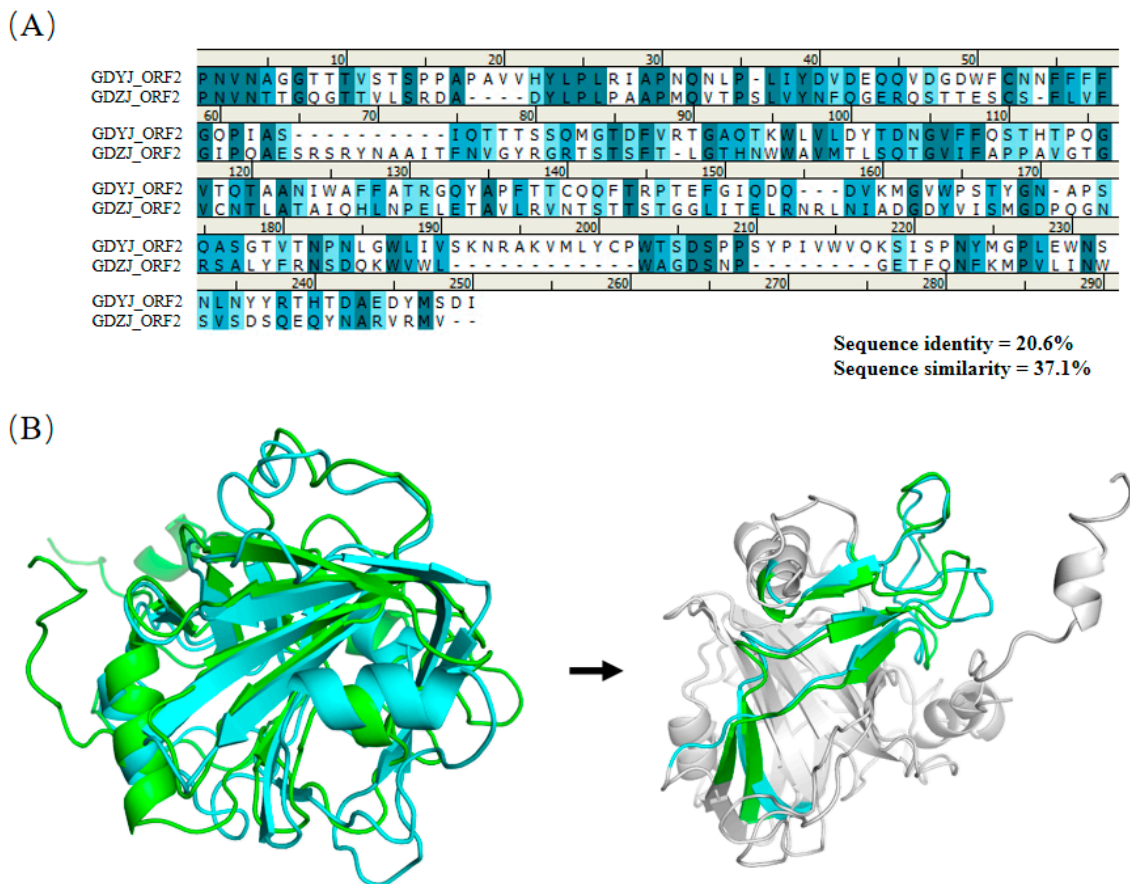 (A)
10 20 30 40 50
GDYJ_ORF2 PNVNAGGTTTVSTSPPAPAVVHYLPLRIAPNQNLP-LIYDVDEQQVDGDWFCNNFFFF
GDZJ_ORF2 PNVNTTGQGTTVLSRDA----DYLPLPAAPMQVTPSLVYNFQGERQSTTESCS-FLVF
60 70 80 90 100 110
GDYJ_ORF2 GQPIAS----------IQTTTSSQMGTDFVRTGAQTKWLVLDYTDNGVFFQSTHTPQG
GDZJ_ORF2 GIPQAESRSRYNAAITFNVGYRGRTSTSFT-LGTHNWWAVMTLSQTGVIFAPPAVGTG
120 130 140 150 160 170
GDYJ_ORF2 VTQTAANIWAFFATRGQYAPFTTCQQFTRPTEFGIQDQ---DVKMGVWPSTYGN-APS
GDZJ_ORF2 VCNTLATAIQHLNPELETAVLRVNTSTTSTGGLITELRNRLNIADGDYVISMGDPQGN
180 190 200 210 220 230
GDYJ_ORF2 QASGTVTNPNLGWLIVSKNRAKVMLYCPWTSDSPPSYPIVWVQKSISPNYMGPLEWNS
GDZJ_ORF2 RSALYFRNSDQKWVWL------------WAGDSNP--------GETFQNFKMPVLINW
240 250 260 270 280 290
GDYJ_ORF2 NLNYYRTHTDAEDYMSDI
GDZJ_ORF2 SVSDSQEQYNARVRMV--
Sequence identity = 20.6%
Sequence similarity = 37.1%
(B)